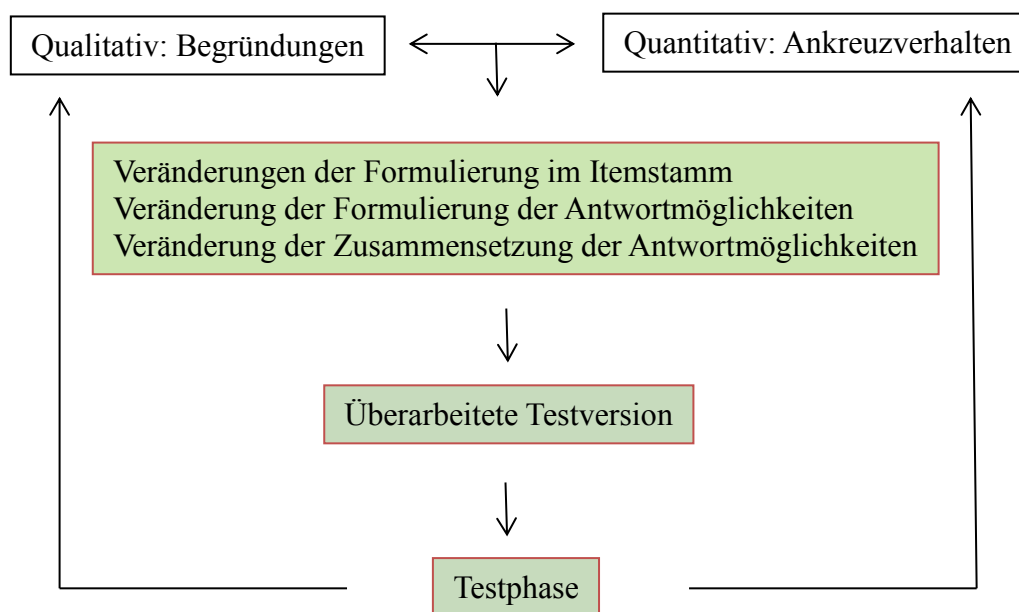 Qualitativ: Begründungen
Quantitativ: Ankreuzverhalten
Veränderungen der Formulierung im Itemstamm
Veränderung der Formulierung der Antwortmöglichkeiten
Veränderung der Zusammensetzung der Antwortmöglichkeiten
Überarbeitete Testversion
Testphase